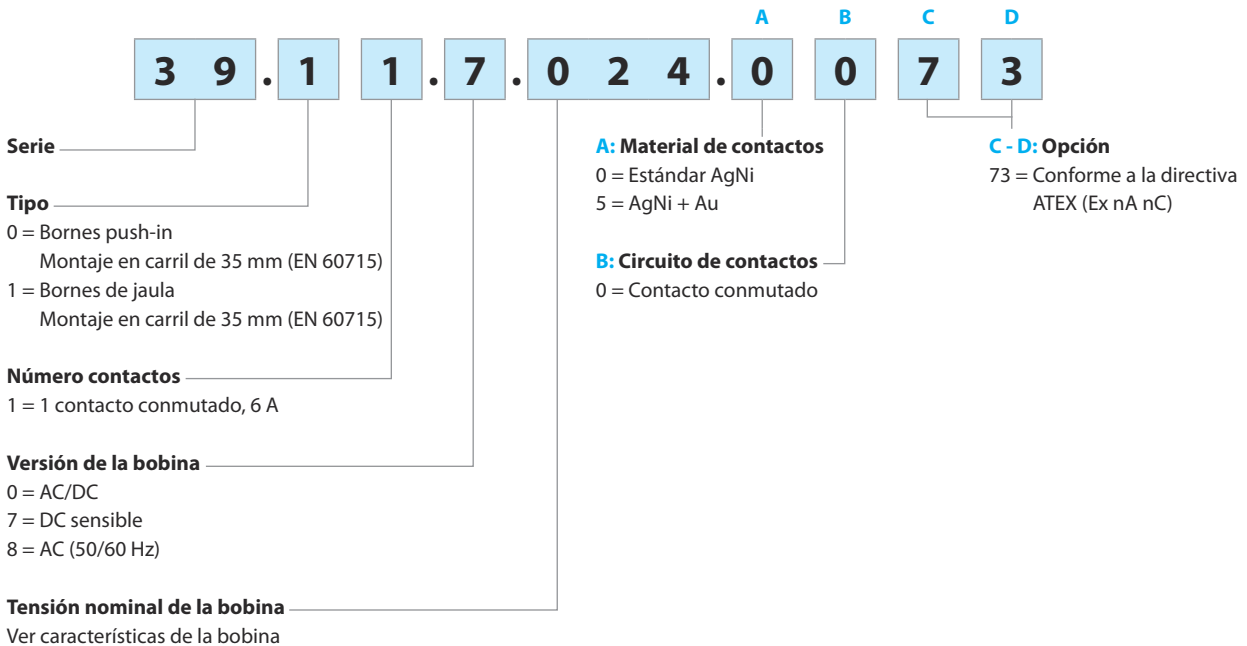 A B C D
3 9 . 1 1 . 7 . 0 2 4 . 0 0 7 3
Serie
Tipo
0 = Bornes push-in
Montaje en carril de 35 mm (EN 60715)
1 = Bornes de jaula
Montaje en carril de 35 mm (EN 60715)
Número contactos
1 = 1 contacto conmutado, 6 A
Versión de la bobina
0 = AC/DC
7 = DC sensible
8 = AC (50/60 Hz)
Tensión nominal de la bobina
Ver características de la bobina
A: Material de contactos
0 = Estándar AgNi
5 = AgNi + Au
B: Circuito de contactos
0 = Contacto conmutado
C - D: Opción
73 = Conforme a la directiva
ATEX (Ex nA nC)